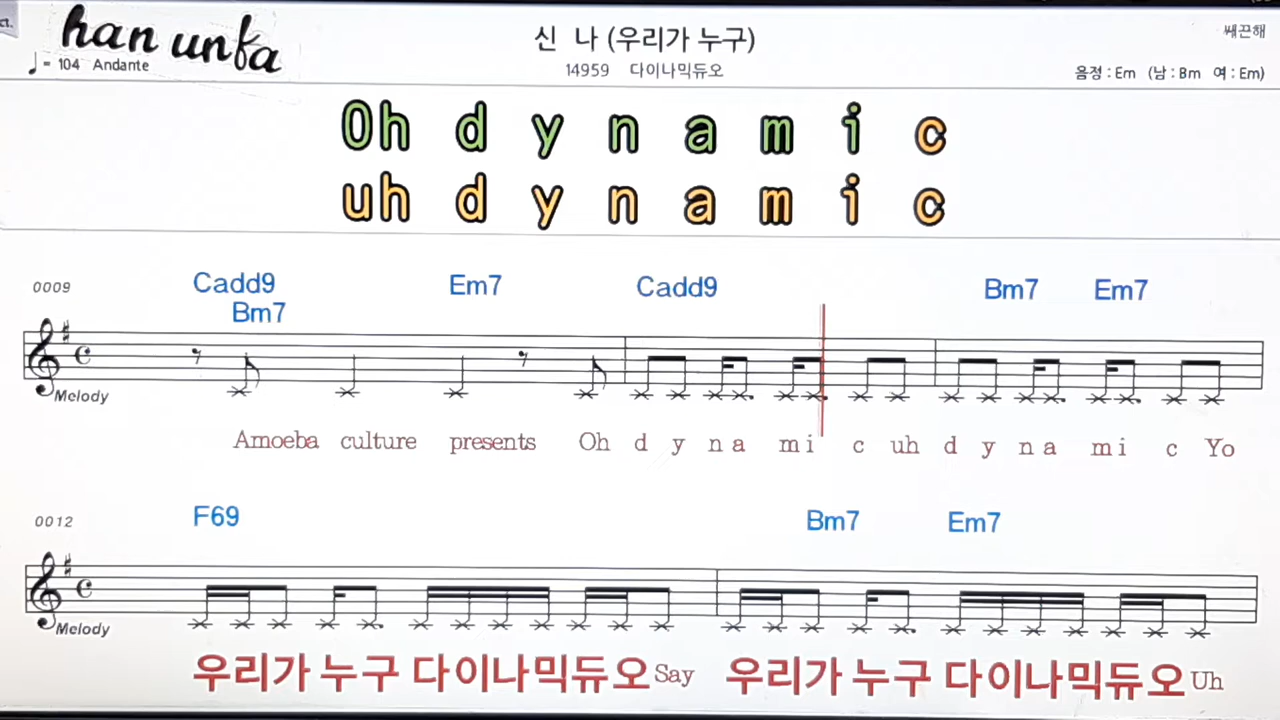 ct.
han unfa
신 나 (우리가 누구)
쌔끈해
♩= 104 Andante
14959 다이나믹듀오
음정 : Em (남 : Bm 여 : Em)
Oh d y n a m i c
uh d y n a m i c
0009 Cadd9 Em7 Cadd9 Bm7 Em7
Bm7
Melody
Amoeba culture presents Oh d y n a m i c uh d y n a m i c Yo
0012 F69 Bm7 Em7
Melody
우리가 누구 다이나믹듀오 Say 우리가 누구 다이나믹듀오 Uh